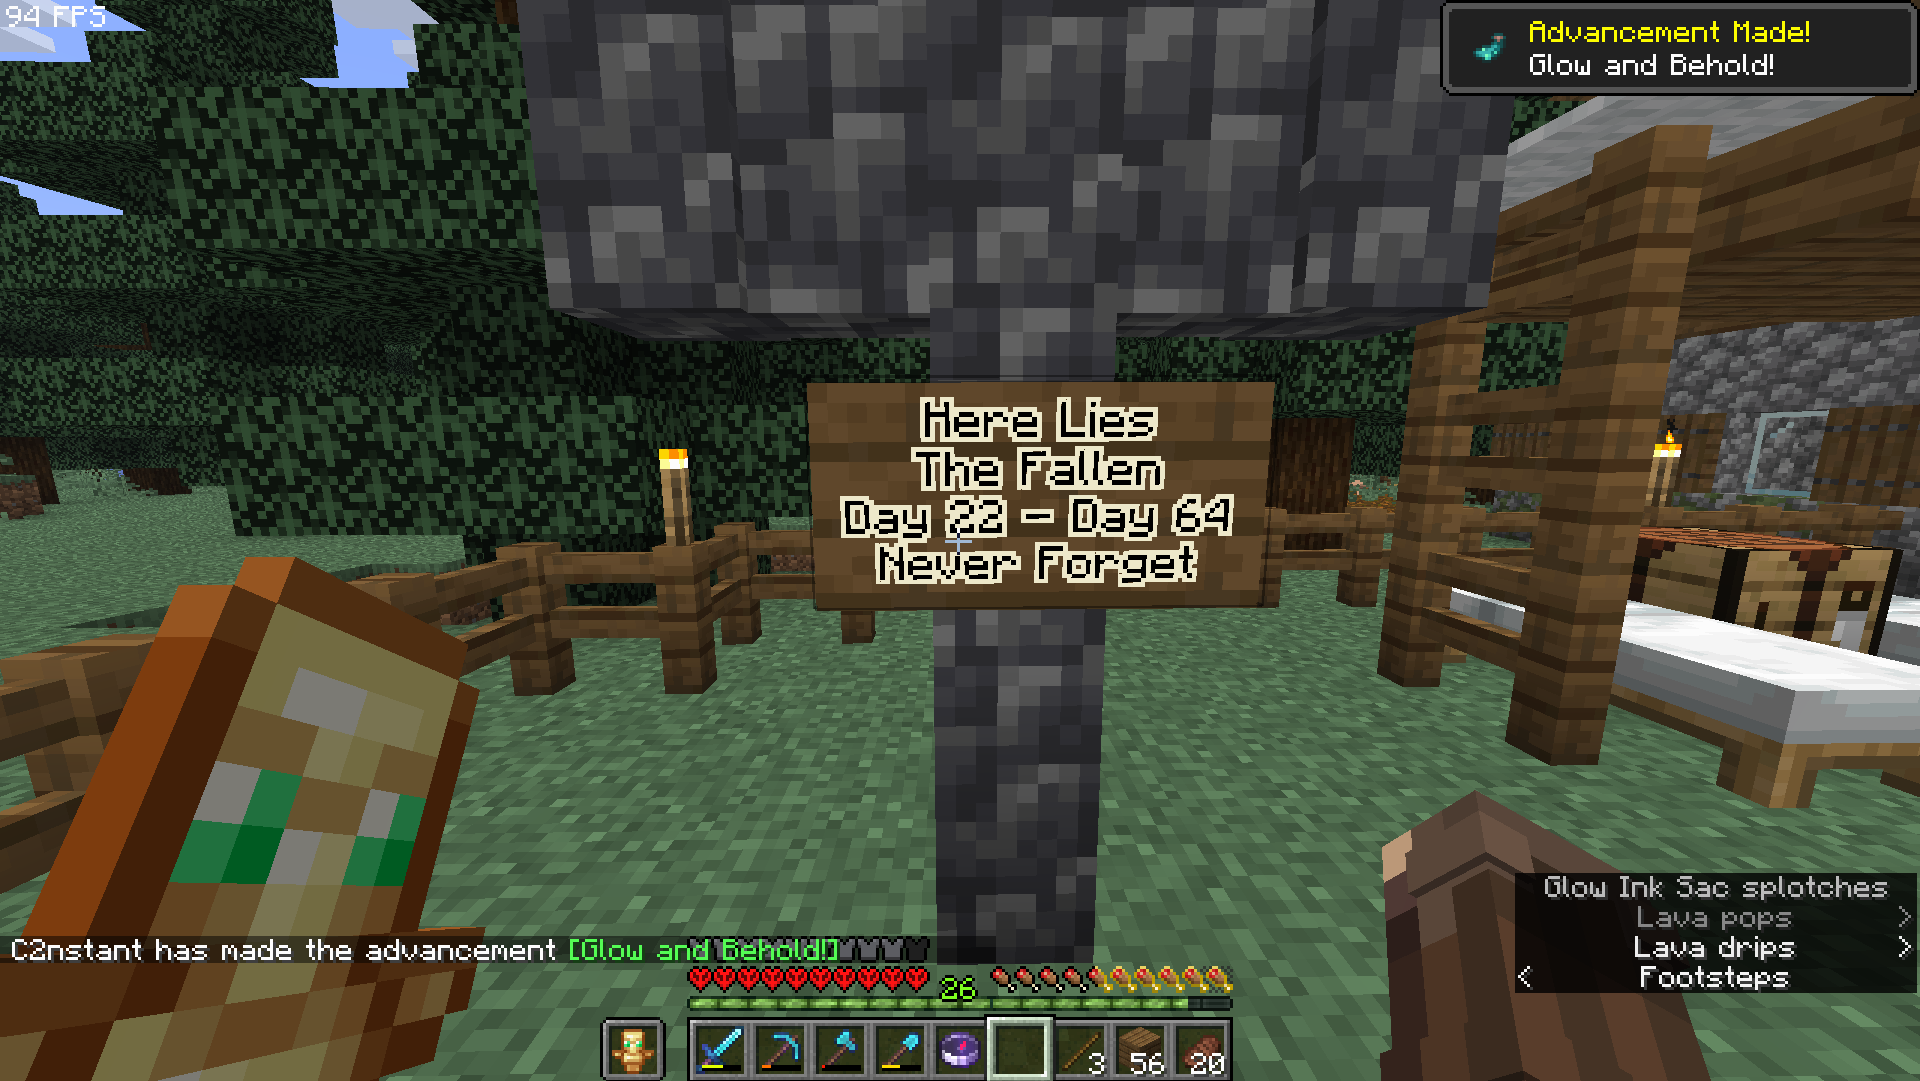 94 FPS
Advancement Made!
Glow and Behold!
Here Lies
The Fallen
Day 22 - Day 64
Never Forget
Glow Ink Sac splotches
Lava pops >
Lava drips >
< Footsteps
C2nstant has made the advancement [Glow and Behold!]
26
3
56
20